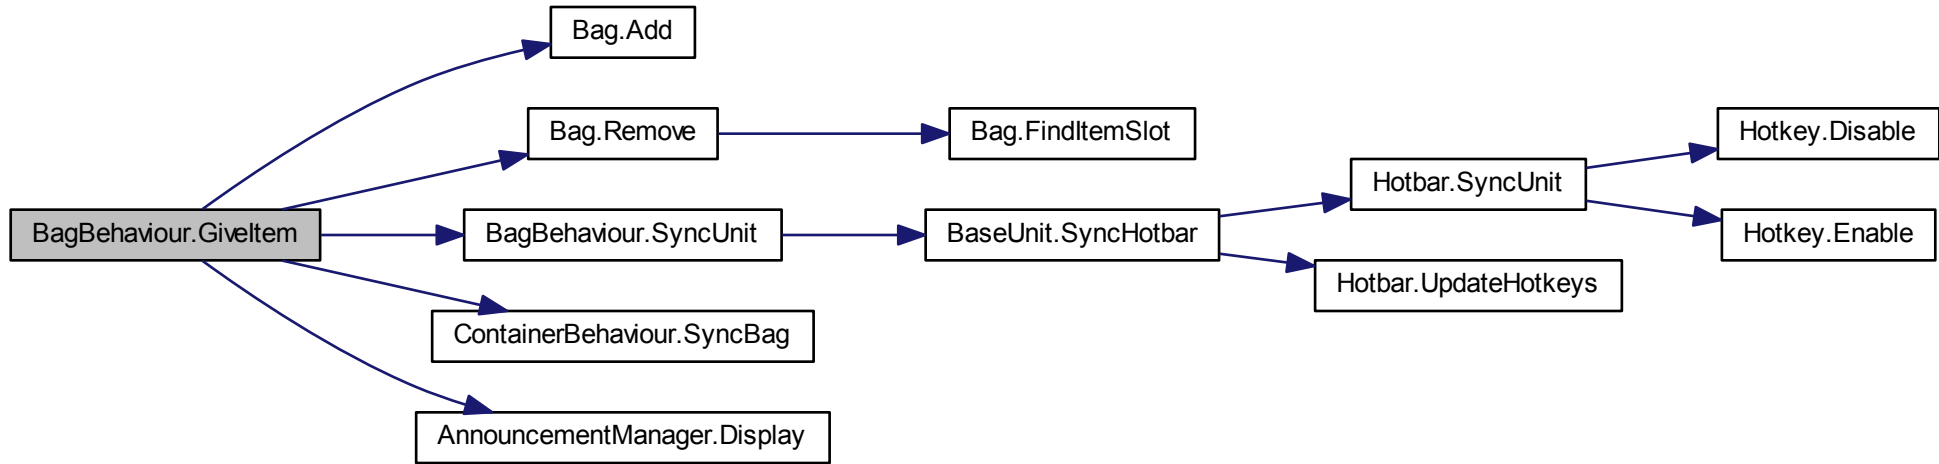 Bag.Add
Bag.Remove
Bag.FindItemSlot
Hotkey.Disable
Hotbar.SyncUnit
BagBehaviour.GiveItem
BagBehaviour.SyncUnit
BaseUnit.SyncHotbar
Hotkey.Enable
Hotbar.UpdateHotkeys
ContainerBehaviour.SyncBag
AnnouncementManager.Display